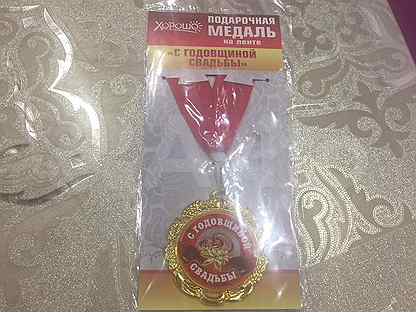 ХОРОШО
ПОДАРОЧНАЯ
МЕДАЛЬ
на ленте
«С ГОДОВЩИНОЙ
СВАДЬБЫ»
С ГОДОВЩИНОЙ
СВАДЬБЫ